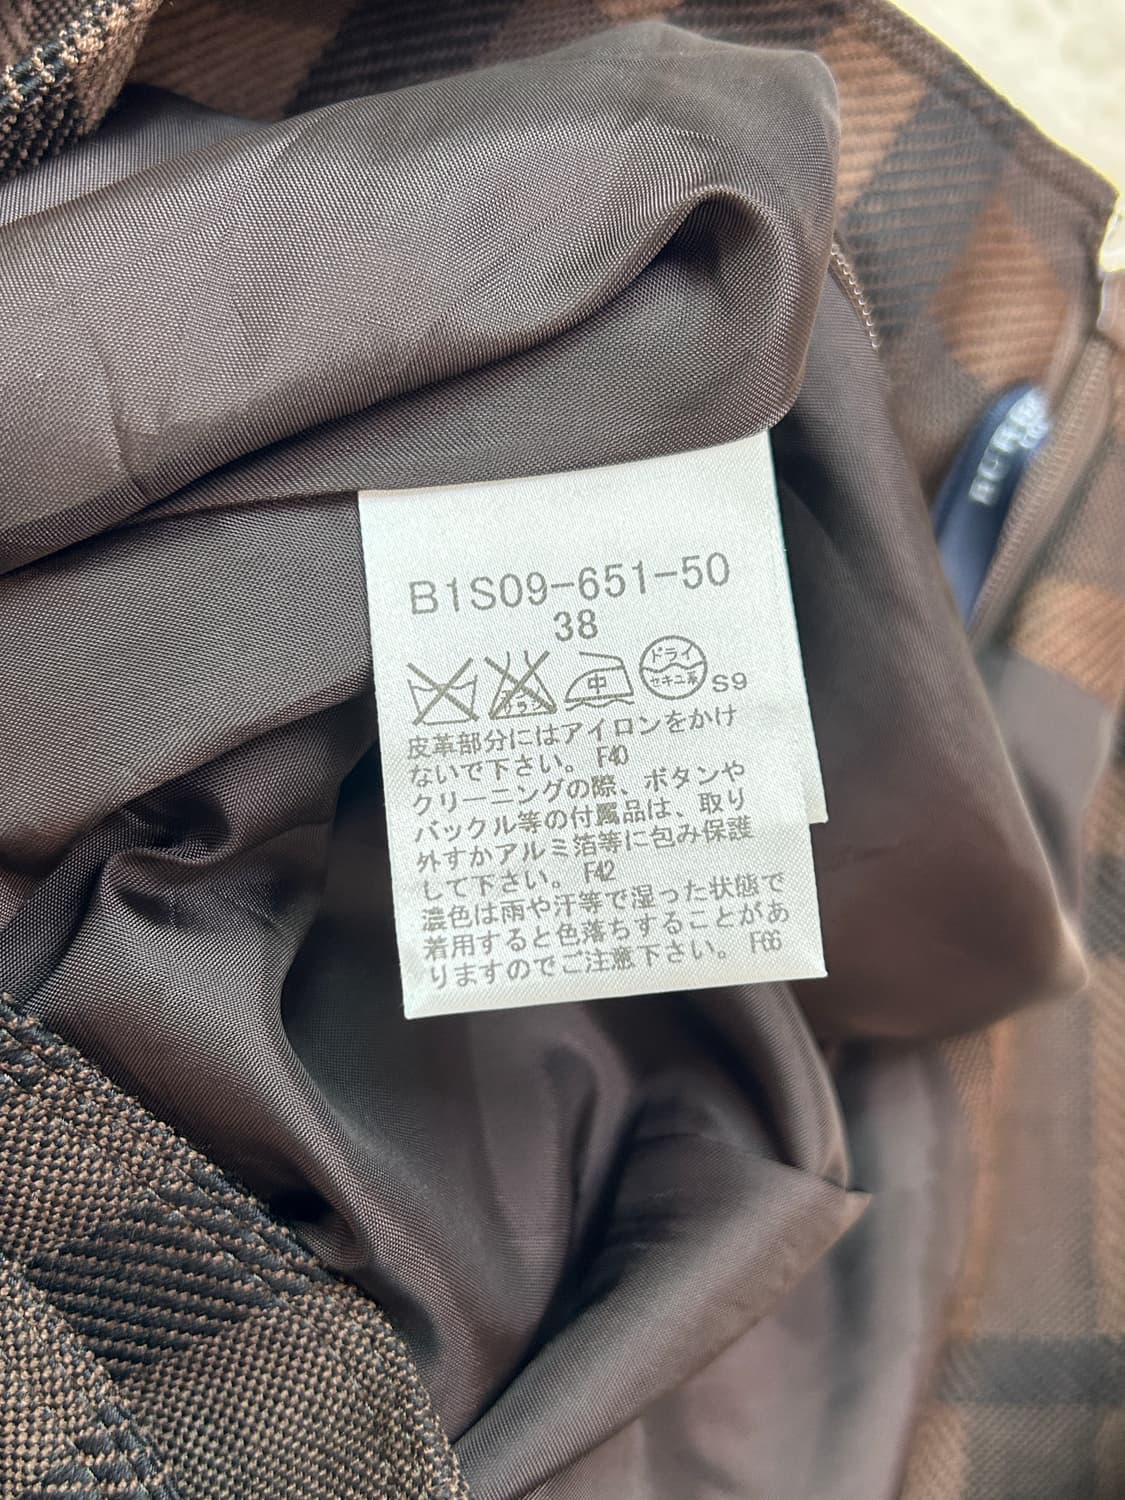 B1S09-651-50
38
中 ドライ セキユ系 S9
皮革部分にはアイロンをかけ
ないで下さい。 F40
クリーニングの際、ボタンや
バックル等の付属品は、取り
外すかアルミ箔等に包み保護
して下さい。 F42
濃色は雨や汗等で湿った状態で
着用すると色落ちすることがあ
りますのでご注意下さい。 F66